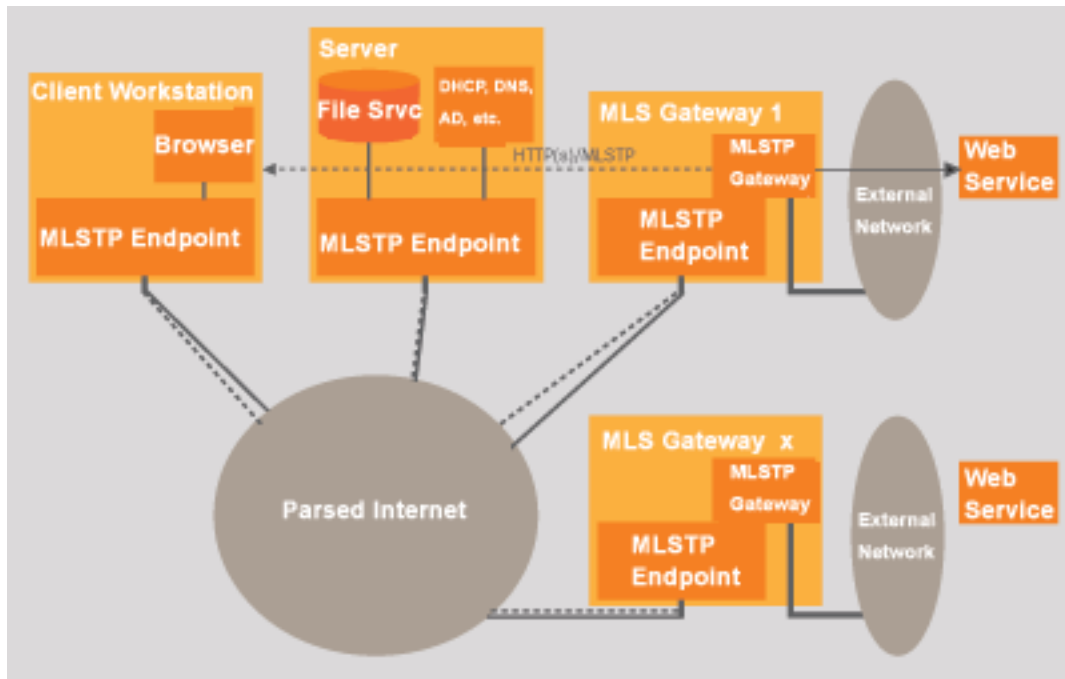 Server
Client Workstation
File Srvc
DHCP, DNS,
AD, etc.
Browser
MLS Gateway 1
HTTP(s)/MLSTP
MLSTP
Gateway
Web
Service
External
Network
MLSTP Endpoint
MLSTP Endpoint
MLSTP
Endpoint
MLS Gateway x
MLSTP
Gateway
Web
Service
Parsed Internet
External
Network
MLSTP
Endpoint